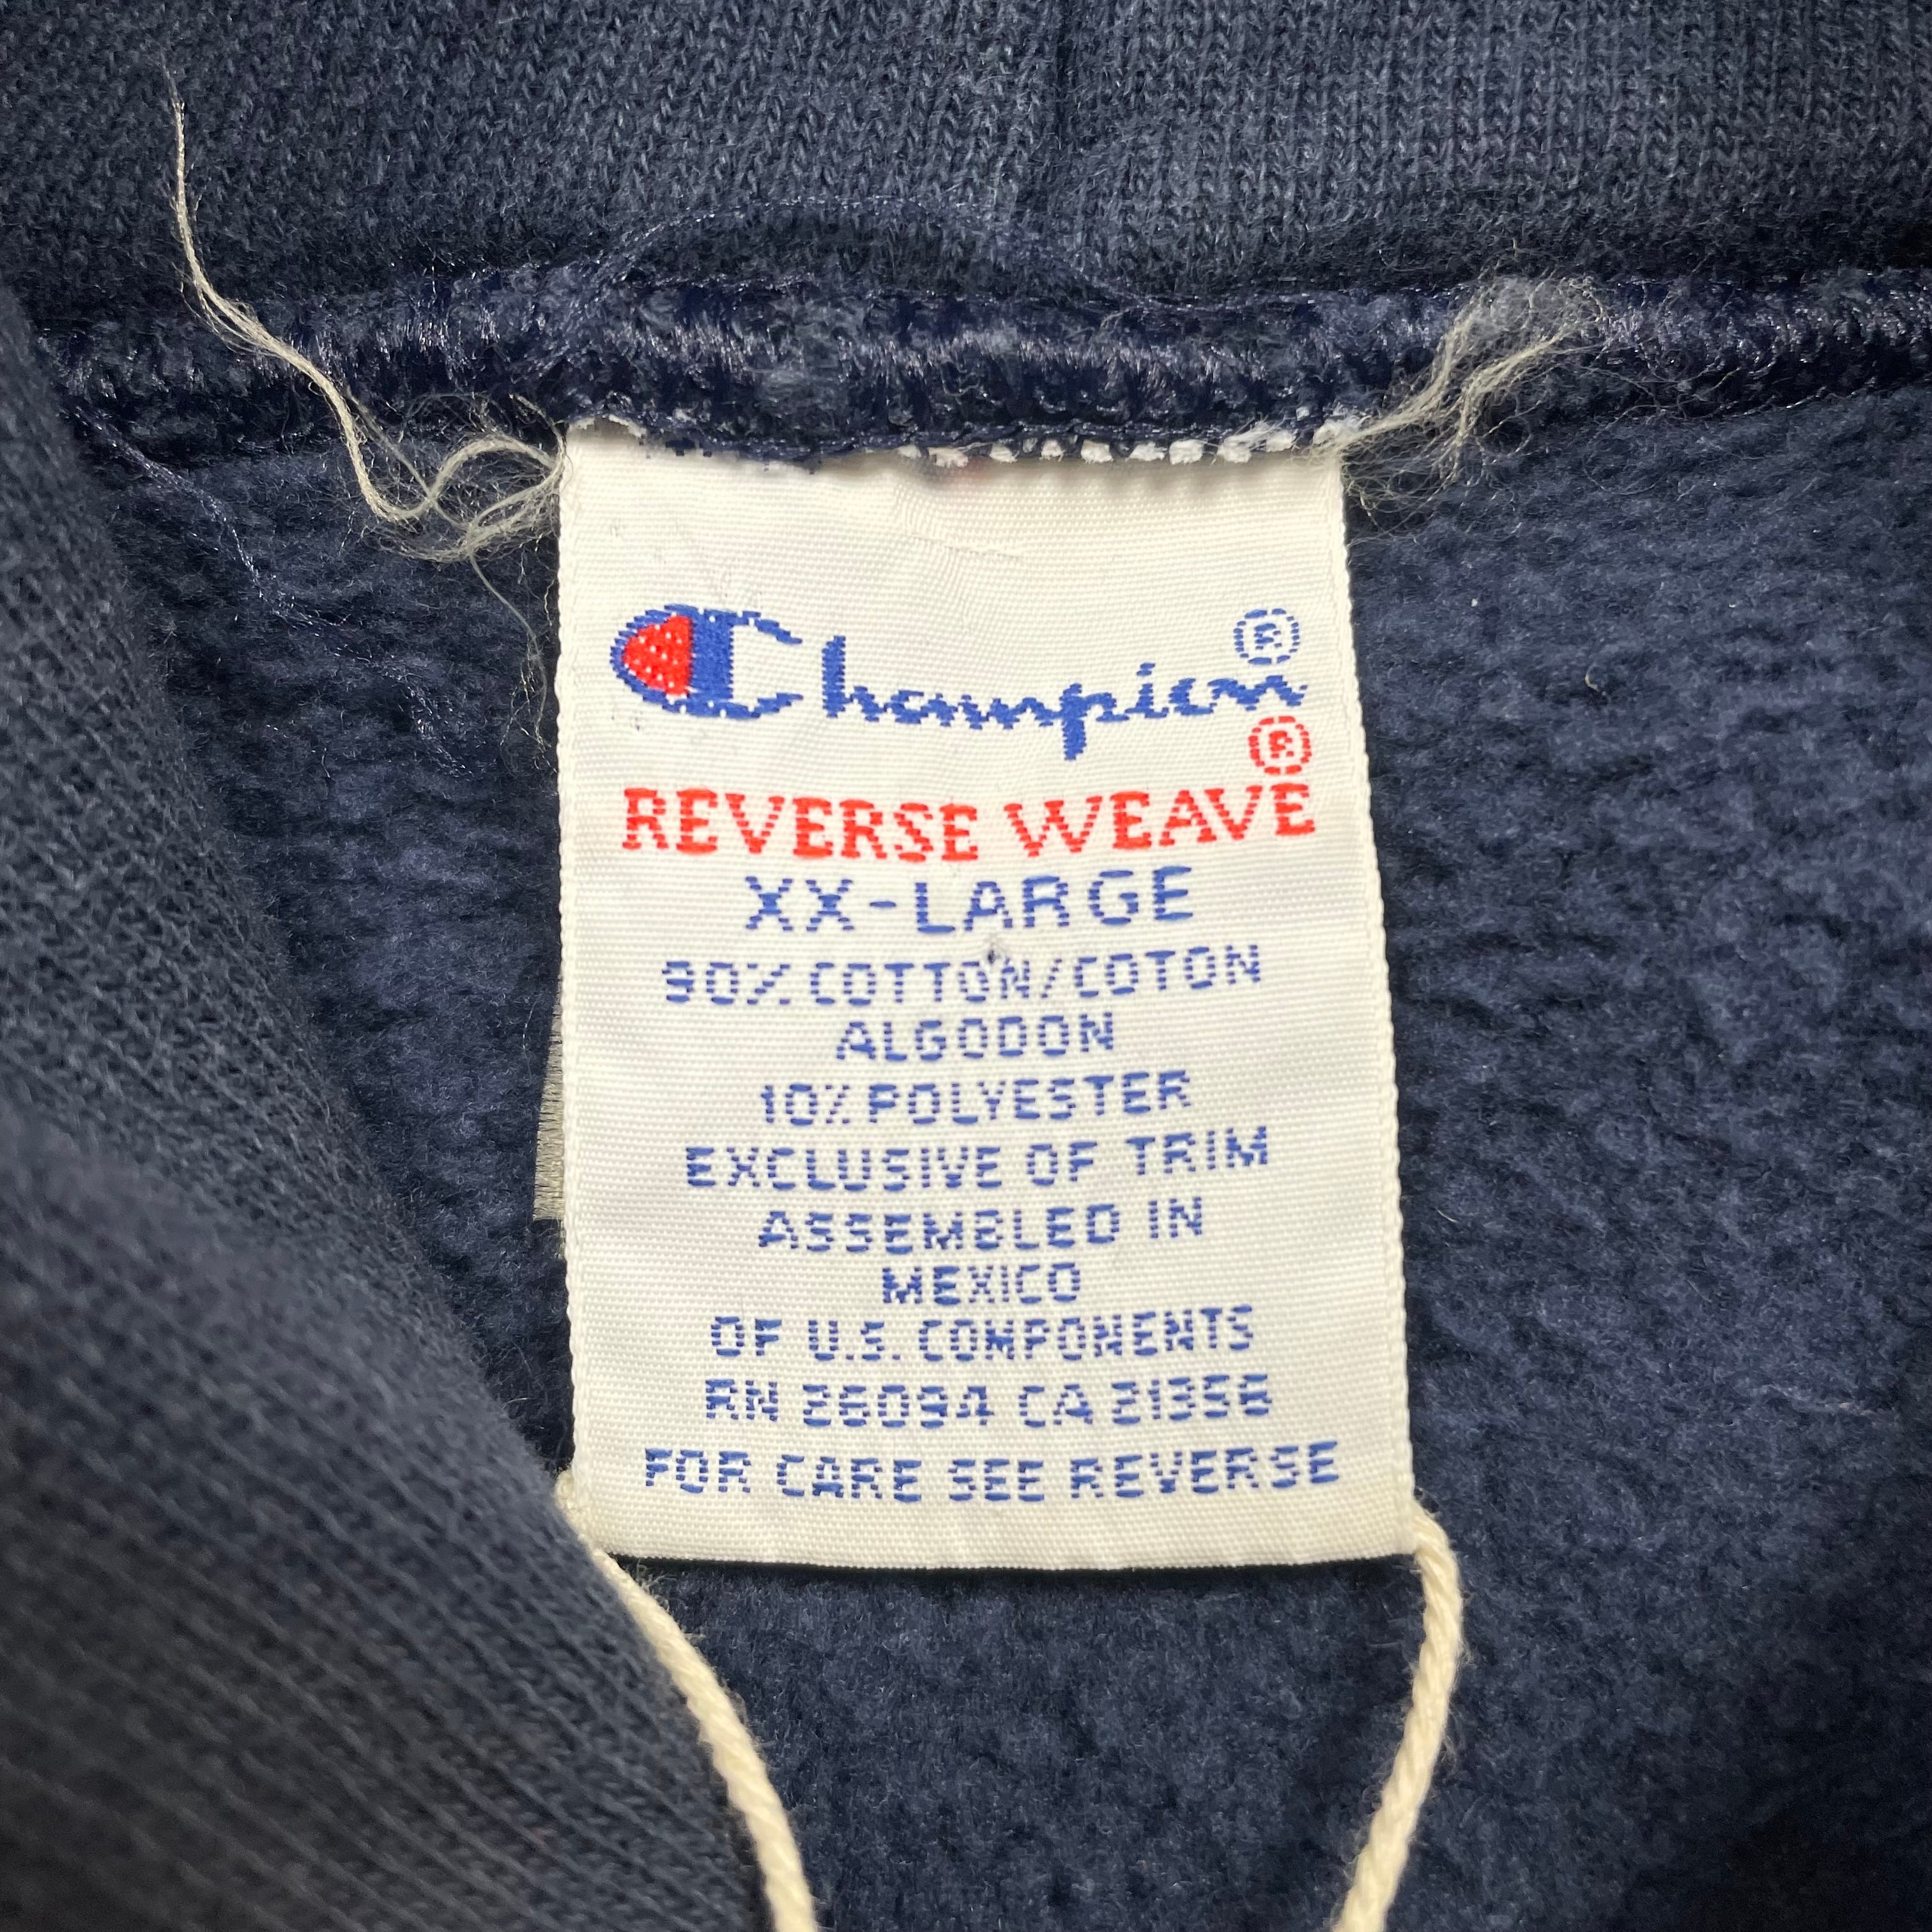 Champion®
®
REVERSE WEAVE
XX-LARGE
90% COTTON/COTON
ALGODON
10% POLYESTER
EXCLUSIVE OF TRIM
ASSEMBLED IN
MEXICO
OF U.S. COMPONENTS
RN 26094 CA 21356
FOR CARE SEE REVERSE